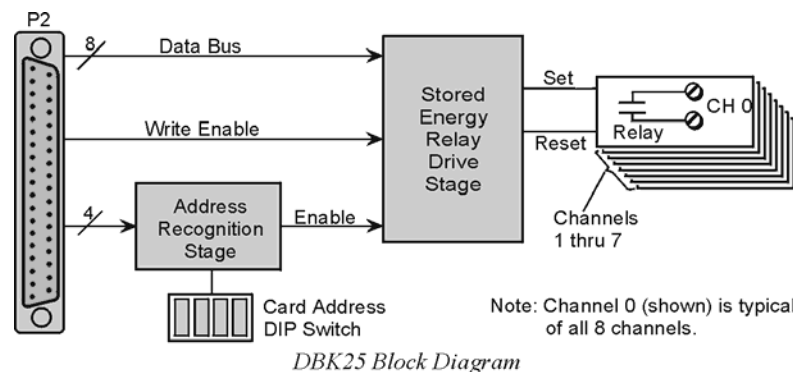 P2
8
Data Bus
Write Enable
4
Address
Recognition
Stage
Enable
Card Address
DIP Switch
Stored
Energy
Relay
Drive
Stage
Set
Reset
CH 0
Relay
Channels
1 thru 7
Note: Channel 0 (shown) is typical
of all 8 channels.
DBK25 Block Diagram